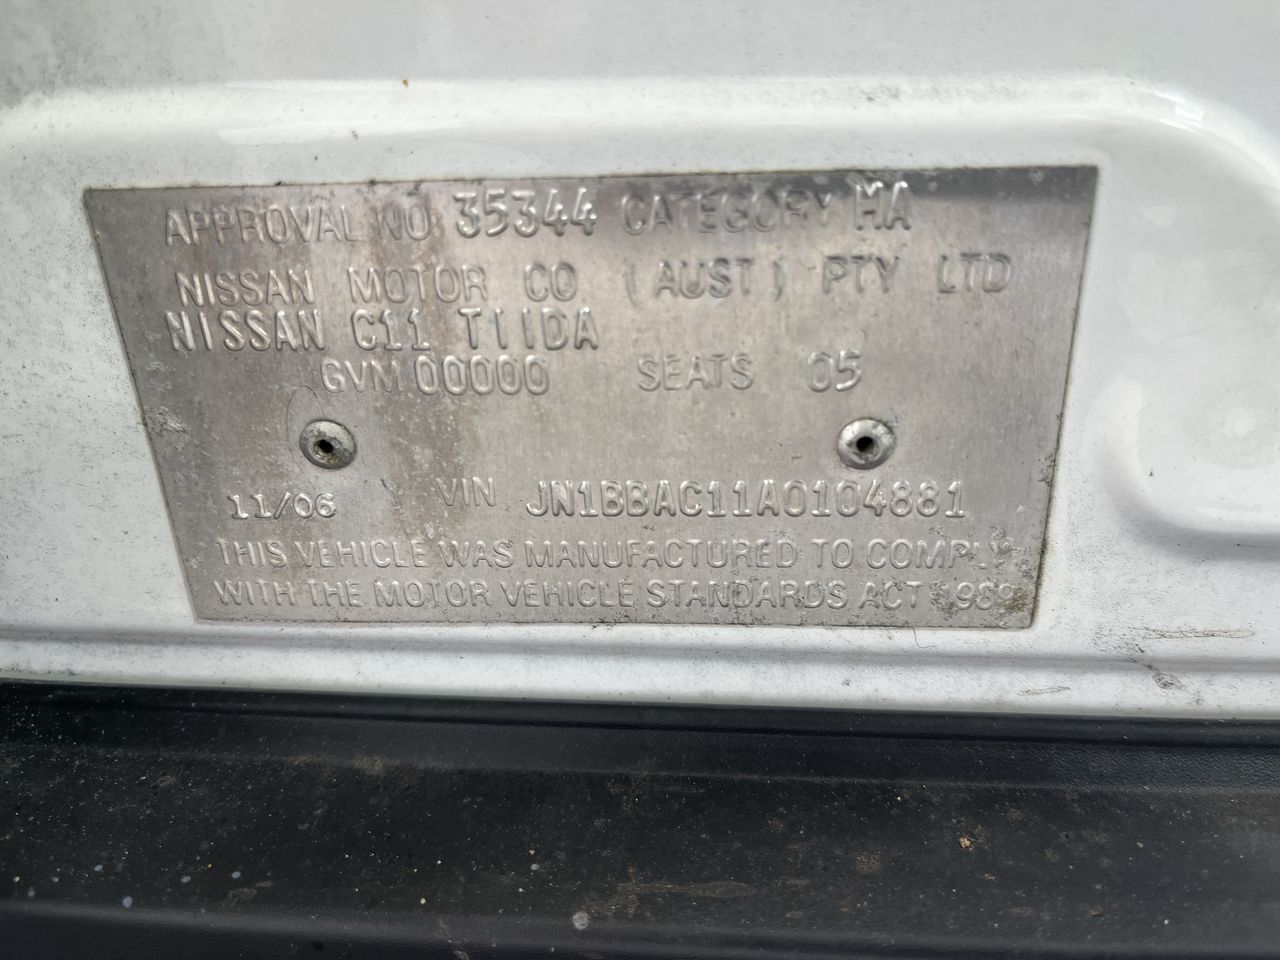 APPROVAL NO 35344 CATEGORY MA
NISSAN MOTOR CO (AUST) PTY LTD
NISSAN C11 TIIDA
GVM 00000 SEATS 05
11/06 VIN JN1BBAC11A0104881
THIS VEHICLE WAS MANUFACTURED TO COMPLY
WITH THE MOTOR VEHICLE STANDARDS ACT 1989